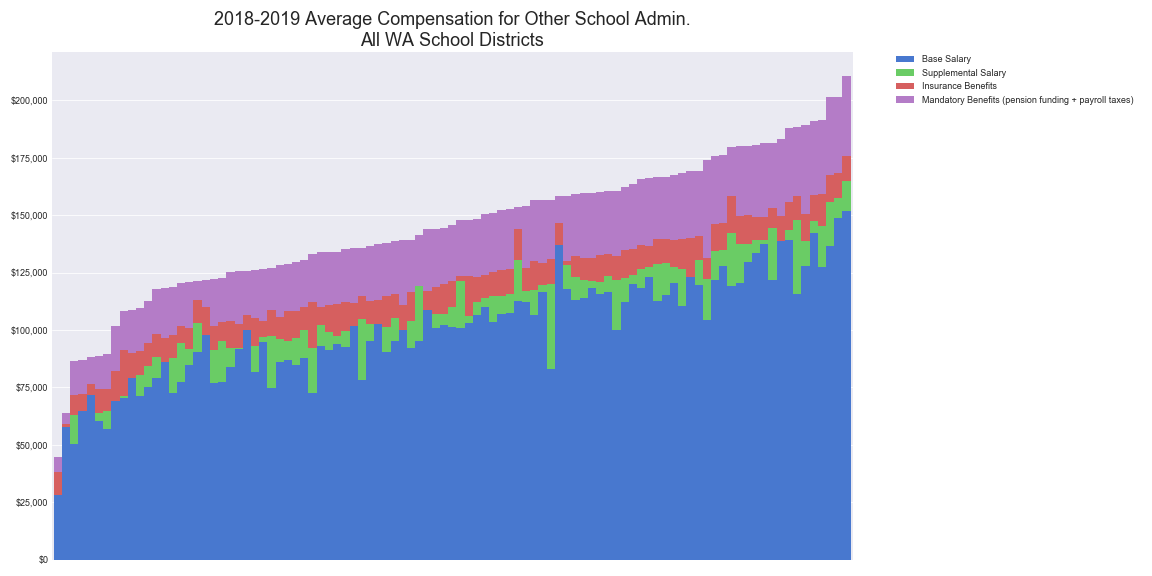 2018-2019 Average Compensation for Other School Admin.
All WA School Districts
Base Salary
Supplemental Salary
Insurance Benefits
Mandatory Benefits (pension funding + payroll taxes)
$200,000
$175,000
$150,000
$125,000
$100,000
$75,000
$50,000
$25,000
$0